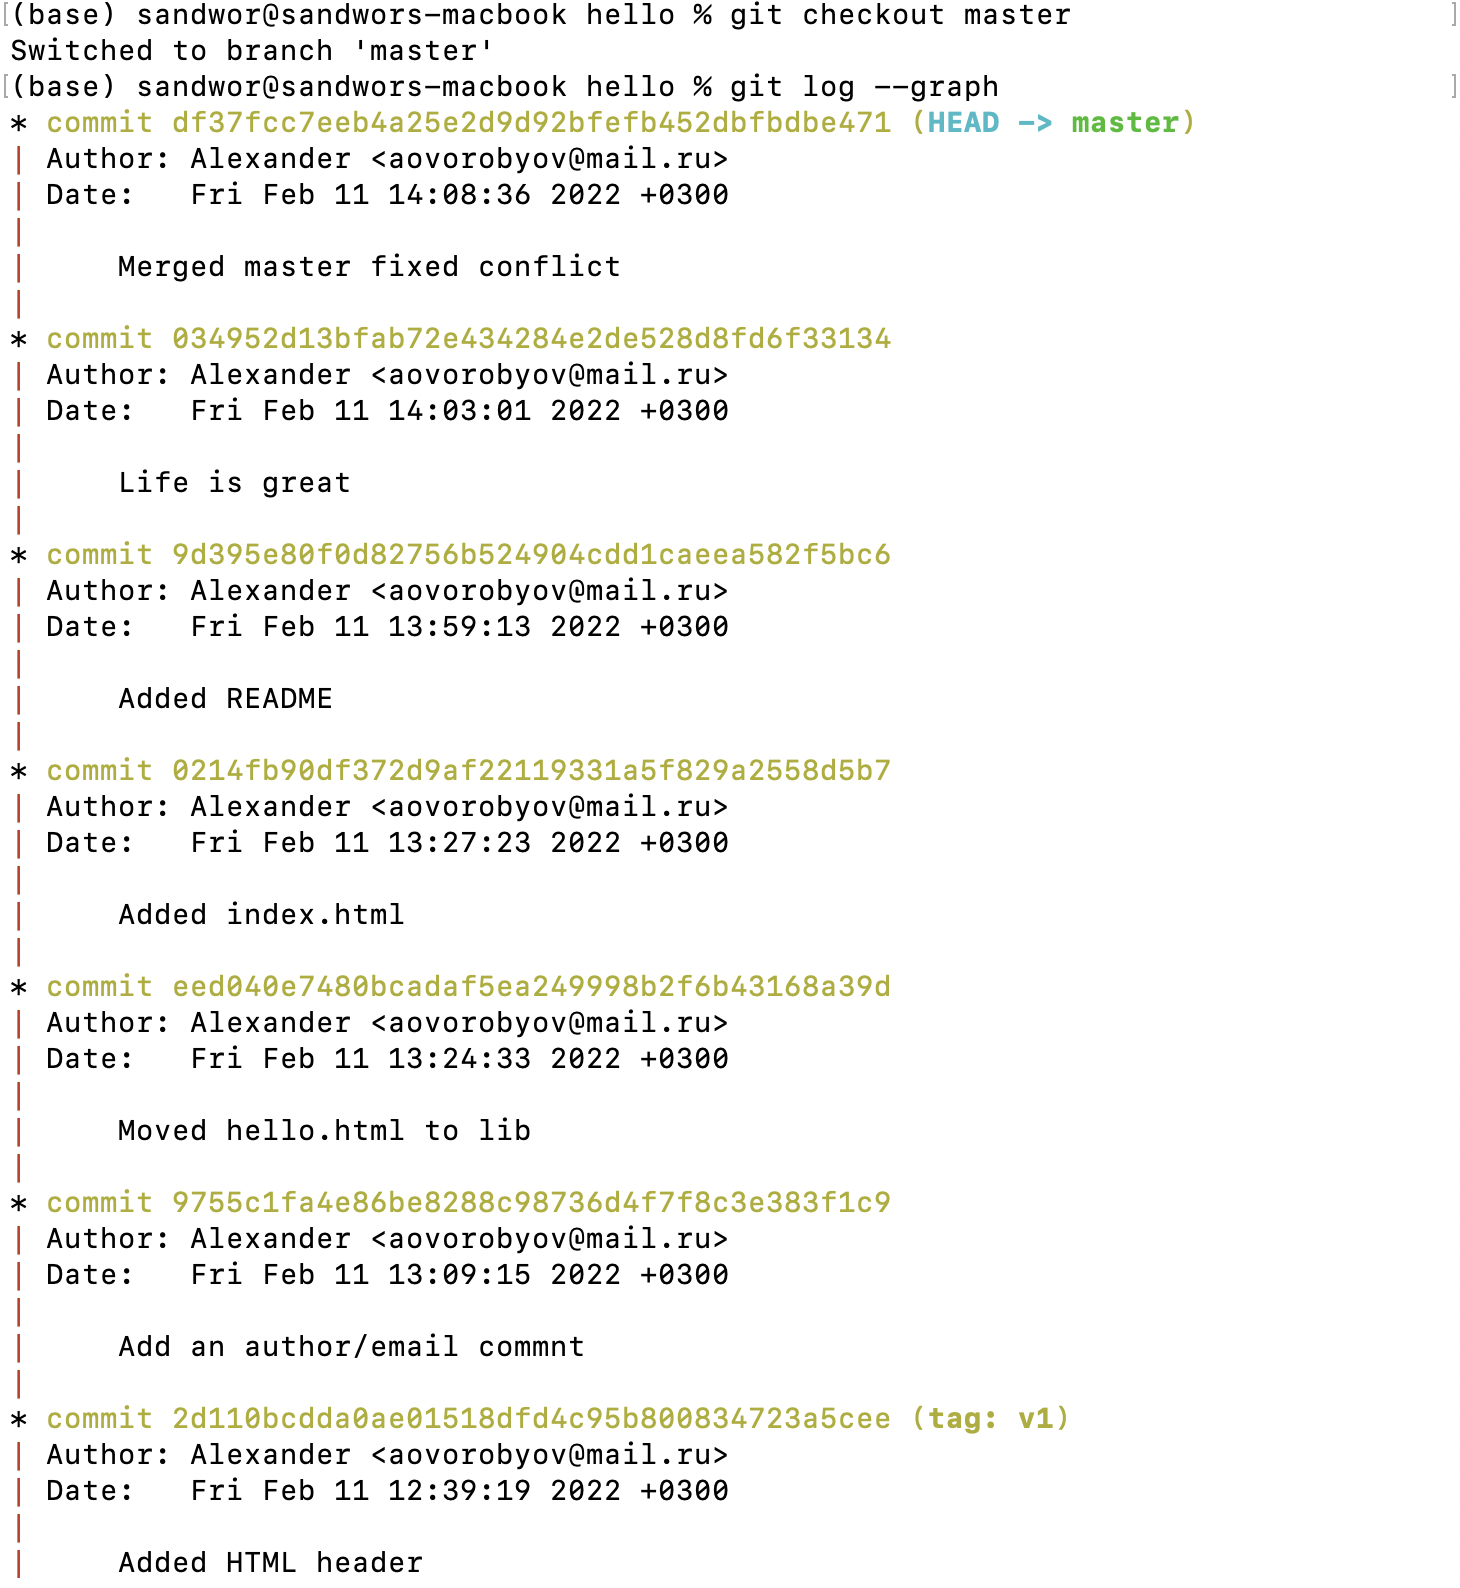 (base) sandwor@sandwors-macbook hello % git checkout master
Switched to branch 'master'
(base) sandwor@sandwors-macbook hello % git log --graph
* commit df37fcc7eeb4a25e2d9d92bfefb452dbfbdbe471 (HEAD -> master)
| Author: Alexander <aovorobyov@mail.ru>
| Date:   Fri Feb 11 14:08:36 2022 +0300
|
|     Merged master fixed conflict
|
* commit 034952d13bfab72e434284e2de528d8fd6f33134
| Author: Alexander <aovorobyov@mail.ru>
| Date:   Fri Feb 11 14:03:01 2022 +0300
|
|     Life is great
|
* commit 9d395e80f0d82756b524904cdd1caeea582f5bc6
| Author: Alexander <aovorobyov@mail.ru>
| Date:   Fri Feb 11 13:59:13 2022 +0300
|
|     Added README
|
* commit 0214fb90df372d9af22119331a5f829a2558d5b7
| Author: Alexander <aovorobyov@mail.ru>
| Date:   Fri Feb 11 13:27:23 2022 +0300
|
|     Added index.html
|
* commit eed040e7480bcadaf5ea249998b2f6b43168a39d
| Author: Alexander <aovorobyov@mail.ru>
| Date:   Fri Feb 11 13:24:33 2022 +0300
|
|     Moved hello.html to lib
|
* commit 9755c1fa4e86be8288c98736d4f7f8c3e383f1c9
| Author: Alexander <aovorobyov@mail.ru>
| Date:   Fri Feb 11 13:09:15 2022 +0300
|
|     Add an author/email commnt
|
* commit 2d110bcdda0ae01518dfd4c95b800834723a5cee (tag: v1)
| Author: Alexander <aovorobyov@mail.ru>
| Date:   Fri Feb 11 12:39:19 2022 +0300
|
|     Added HTML header